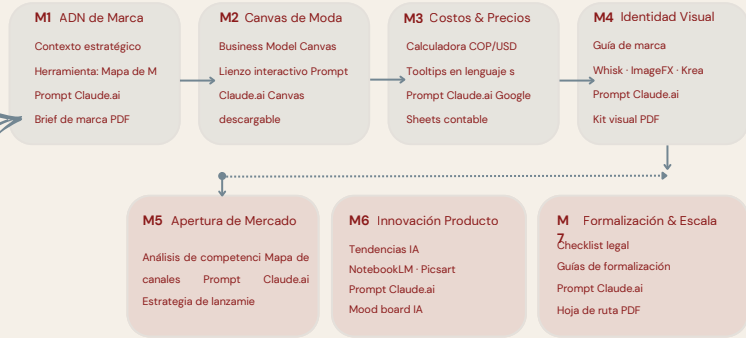 M1 ADN de Marca
Contexto estratégico
Herramienta: Mapa de M
Prompt Claude.ai
Brief de marca PDF
M2 Canvas de Moda
Business Model Canvas
Lienzo interactivo Prompt
Claude.ai Canvas
descargable
M3 Costos & Precios
Calculadora COP/USD
Tooltips en lenguaje s
Prompt Claude.ai Google
Sheets contable
M4 Identidad Visual
Guía de marca
Whisk · ImageFX · Krea
Prompt Claude.ai
Kit visual PDF
M5 Apertura de Mercado
Análisis de competenci Mapa de
canales Prompt Claude.ai
Estrategia de lanzamie
M6 Innovación Producto
Tendencias IA
NotebookLM · Picsart
Prompt Claude.ai
Mood board IA
M Formalización & Escala
7
Checklist legal
Guías de formalización
Prompt Claude.ai
Hoja de ruta PDF